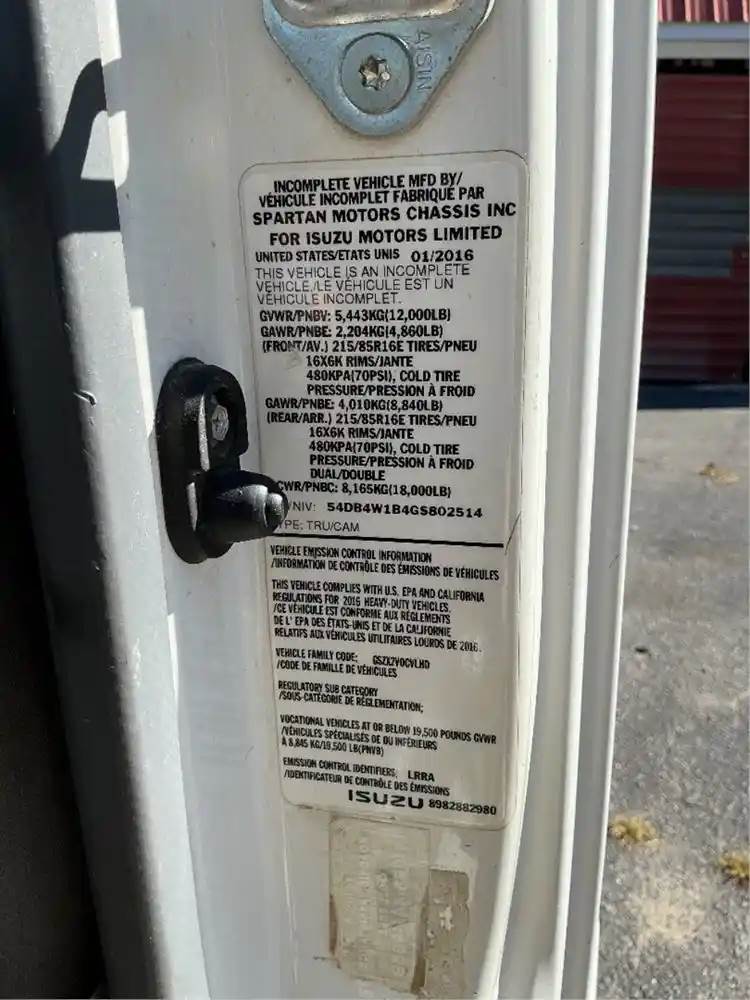 AISIN
INCOMPLETE VEHICLE MFD BY/
VÉHICULE INCOMPLET FABRIQUÉ PAR
SPARTAN MOTORS CHASSIS INC
FOR ISUZU MOTORS LIMITED
UNITED STATES/ETATS UNIS 01/2016
THIS VEHICLE IS AN INCOMPLETE
VEHICLE./LE VÉHICULE EST UN
VÉHICULE INCOMPLET.
GVWR/PNBV: 5,443KG(12,000LB)
GAWR/PNBE: 2,204KG(4,860LB)
(FRONT/AV.) 215/85R16E TIRES/PNEU
16X6K RIMS/JANTE
480KPA(70PSI), COLD TIRE
PRESSURE/PRESSION À FROID
GAWR/PNBE: 4,010KG(8,840LB)
(REAR/ARR.) 215/85R16E TIRES/PNEU
16X6K RIMS/JANTE
480KPA(70PSI), COLD TIRE
PRESSURE/PRESSION À FROID
DUAL/DOUBLE
CWR/PNBC: 8,165KG(18,000LB)
/NIV: 54DB4W1B4GS802514
YPE: TRU/CAM
VEHICLE EMISSION CONTROL INFORMATION
/INFORMATION DE CONTRÔLE DES ÉMISSIONS DE VÉHICULES
THIS VEHICLE COMPLIES WITH U.S. EPA AND CALIFORNIA
REGULATIONS FOR 2016 HEAVY-DUTY VEHICLES.
/CE VÉHICULE EST CONFORME AUX RÈGLEMENTS
DE L' EPA DES ÉTATS-UNIS ET DE LA CALIFORNIE
RELATIFS AUX VÉHICULES UTILITAIRES LOURDS DE 2016.
VEHICLE FAMILY CODE: GSZX2VOCVLHD
/CODE DE FAMILLE DE VÉHICULES
REGULATORY SUB CATEGORY
/SOUS-CATÉGORIE DE RÉGLEMENTATION:
VOCATIONAL VEHICLES AT OR BELOW 19,500 POUNDS GVWR
/VÉHICULES SPÉCIALISÉS DE OU INFÉRIEURS
À 8,845 KG/19,500 LB(PNVB)
EMISSION CONTROL IDENTIFIERS: LRRA
/IDENTIFICATEUR DE CONTRÔLE DES ÉMISSIONS
ISUZU 8982882980